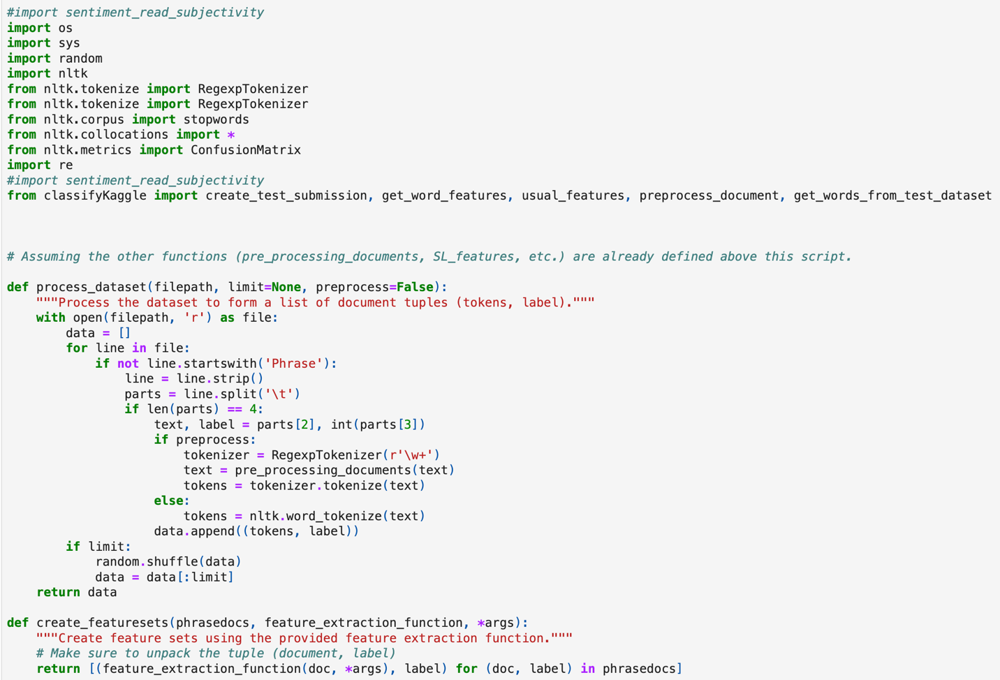 #import sentiment_read_subjectivity
import os
import sys
import random
import nltk
from nltk.tokenize import RegexpTokenizer
from nltk.tokenize import RegexpTokenizer
from nltk.corpus import stopwords
from nltk.collocations import *
from nltk.metrics import ConfusionMatrix
import re
#import sentiment_read_subjectivity
from classifyKaggle import create_test_submission, get_word_features, usual_features, preprocess_document, get_words_from_test_dataset
# Assuming the other functions (pre_processing_documents, SL_features, etc.) are already defined above this script.
def process_dataset(filepath, limit=None, preprocess=False):
    """Process the dataset to form a list of document tuples (tokens, label)."""
    with open(filepath, 'r') as file:
        data = []
        for line in file:
            if not line.startswith('Phrase'):
                line = line.strip()
                parts = line.split('\t')
                if len(parts) == 4:
                    text, label = parts[2], int(parts[3])
                    if preprocess:
                        tokenizer = RegexpTokenizer(r'\w+')
                        text = pre_processing_documents(text)
                        tokens = tokenizer.tokenize(text)
                    else:
                        tokens = nltk.word_tokenize(text)
                    data.append((tokens, label))
        if limit:
            random.shuffle(data)
            data = data[:limit]
    return data
def create_featuresets(phrasedocs, feature_extraction_function, *args):
    """Create feature sets using the provided feature extraction function."""
    # Make sure to unpack the tuple (document, label)
    return [(feature_extraction_function(doc, *args), label) for (doc, label) in phrasedocs]